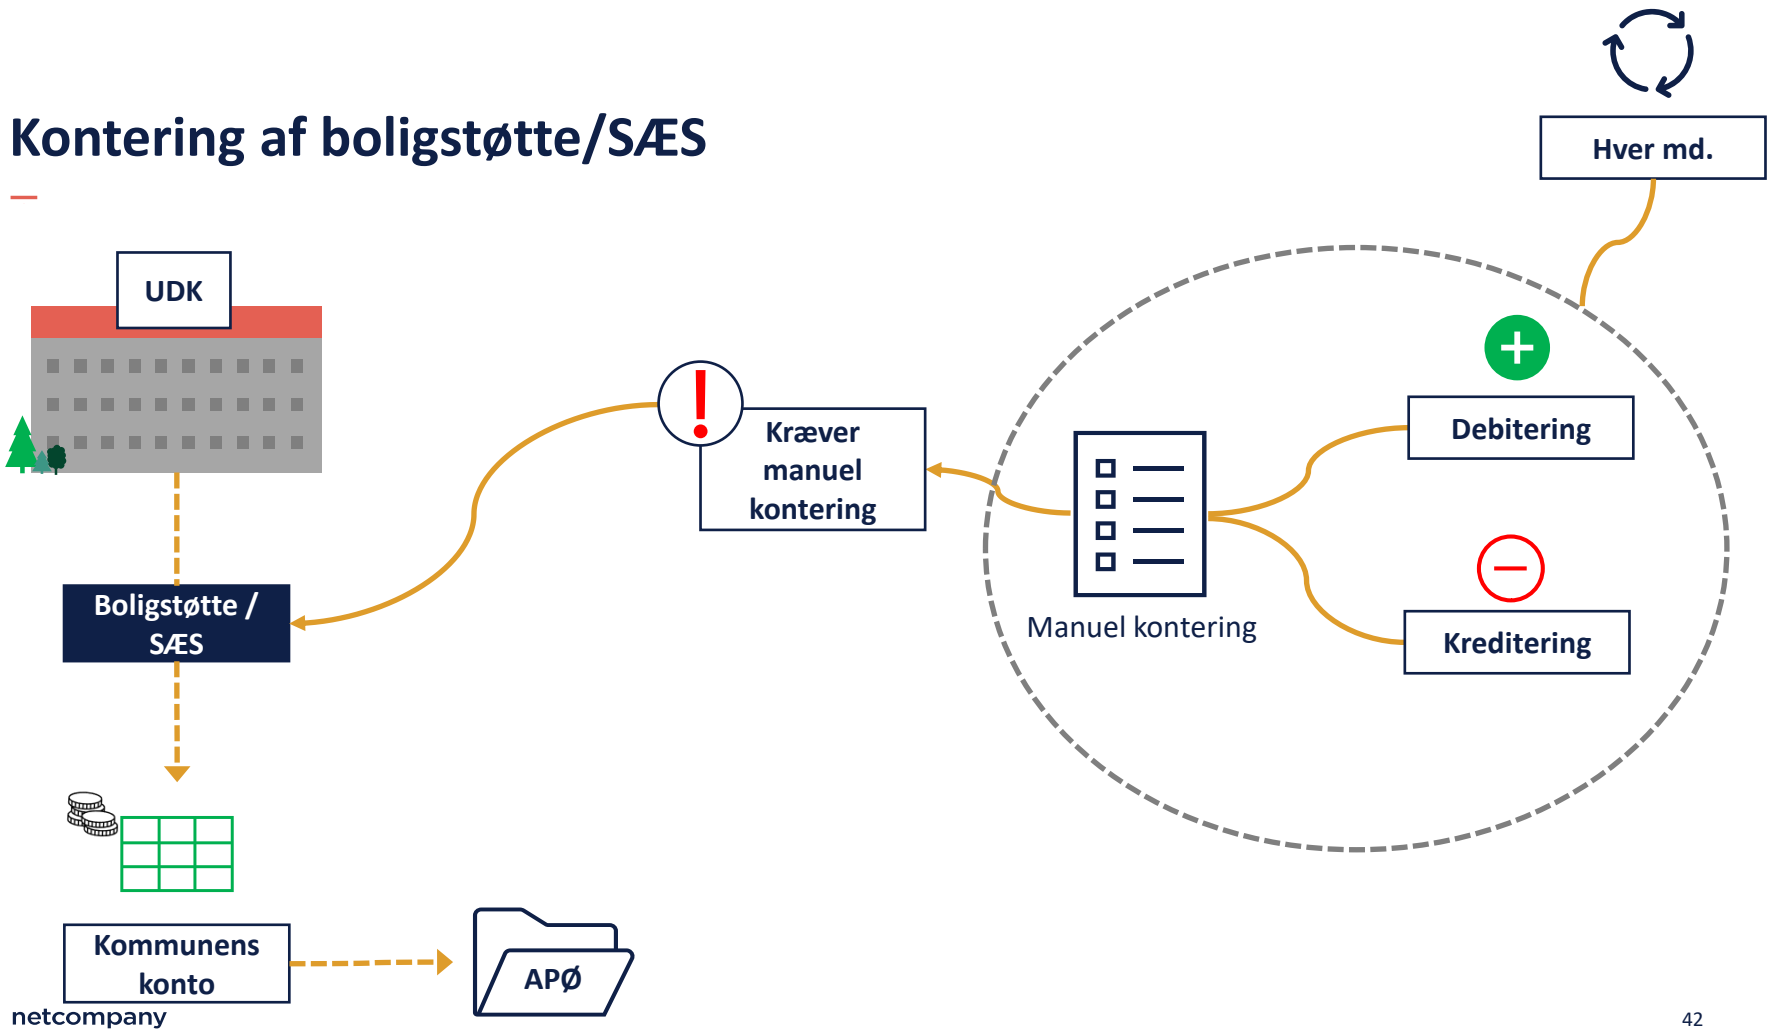 Hver md.
Kontering af boligstøtte/SÆS
UDK
Kræver
manuel
kontering
Debitering
Manuel kontering
Kreditering
Boligstøtte /
SÆS
Kommunens
konto
APØ
netcompany
42